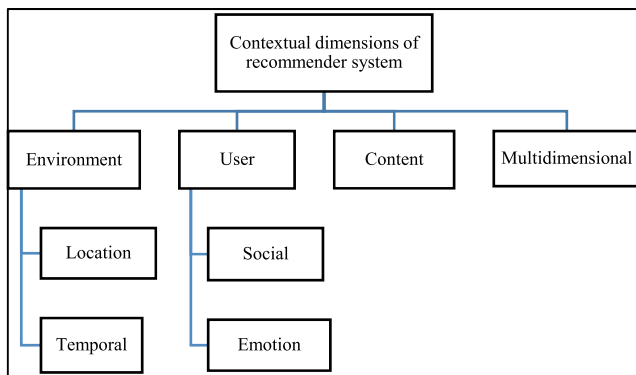 Contextual dimensions of
recommender system
Environment
User
Content
Multidimensional
Location
Social
Temporal
Emotion